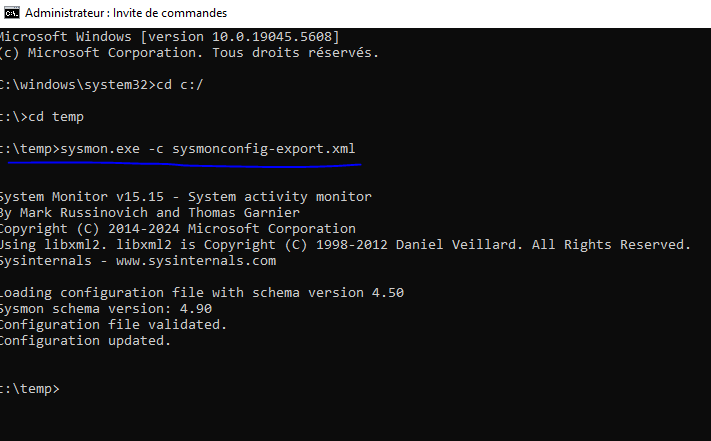 Administrateur : Invite de commandes
Microsoft Windows [version 10.0.19045.5608]
(c) Microsoft Corporation. Tous droits réservés.
C:\windows\system32>cd c:/
c:\>cd temp
c:\temp>sysmon.exe -c sysmonconfig-export.xml
System Monitor v15.15 - System activity monitor
By Mark Russinovich and Thomas Garnier
Copyright (C) 2014-2024 Microsoft Corporation
Using libxml2. libxml2 is Copyright (C) 1998-2012 Daniel Veillard. All Rights Reserved.
Sysinternals - www.sysinternals.com
Loading configuration file with schema version 4.50
Sysmon schema version: 4.90
Configuration file validated.
Configuration updated.
c:\temp>